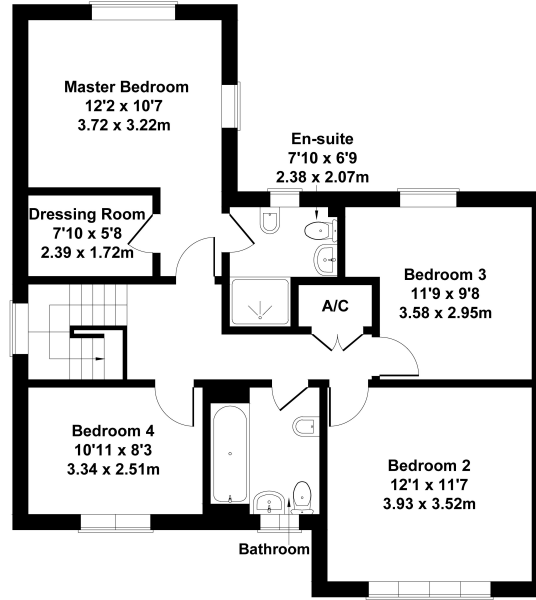 Master Bedroom
12'2 x 10'7
3.72 x 3.22m
En-suite
7'10 x 6'9
2.38 x 2.07m
Dressing Room
7'10 x 5'8
2.39 x 1.72m
Bedroom 3
11'9 x 9'8
3.58 x 2.95m
A/C
Bedroom 4
10'11 x 8'3
3.34 x 2.51m
Bedroom 2
12'1 x 11'7
3.93 x 3.52m
Bathroom